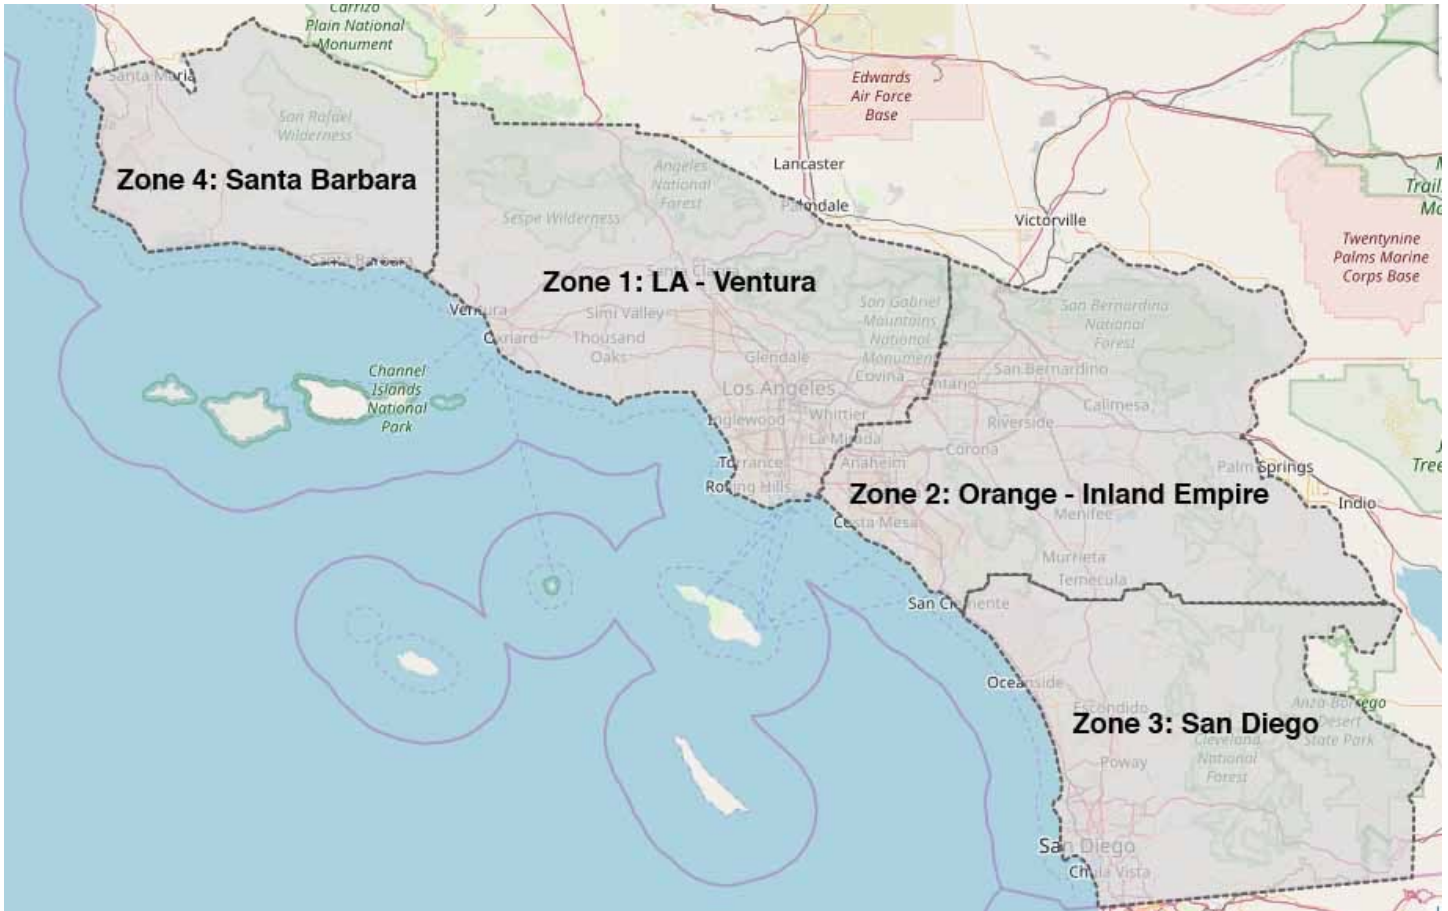 Carrizo
Plain National
Monument
Santa Maria
San Rafael
Wilderness
Edwards
Air Force
Base
Lancaster
Palmdale
Victorville
Twentynine
Palms Marine
Corps Base
Zone 4: Santa Barbara
Angeles
National
Forest
Sespe Wilderness
Santa Barbara
Zone 1: LA - Ventura
Ventura
Oxnard
Simi Valley
Thousand
Oaks
San Gabriel
Mountains
National
Monument
San Bernardino
National
Forest
Channel
Islands
National
Park
Glendale
Los Angeles
Covina
Ontario
San Bernardino
Inglewood
Whittier
La Mirada
Riverside
Calimesa
Torrance
Rolling Hills
Anaheim
Corona
Palm Springs
Indio
Tree
Zone 2: Orange - Inland Empire
Costa Mesa
Menifee
Murrieta
Temecula
San Clemente
Oceanside
Escondido
Anza-Borrego
Desert
State Park
Zone 3: San Diego
Cleveland
National
Forest
Poway
San Diego
Chula Vista